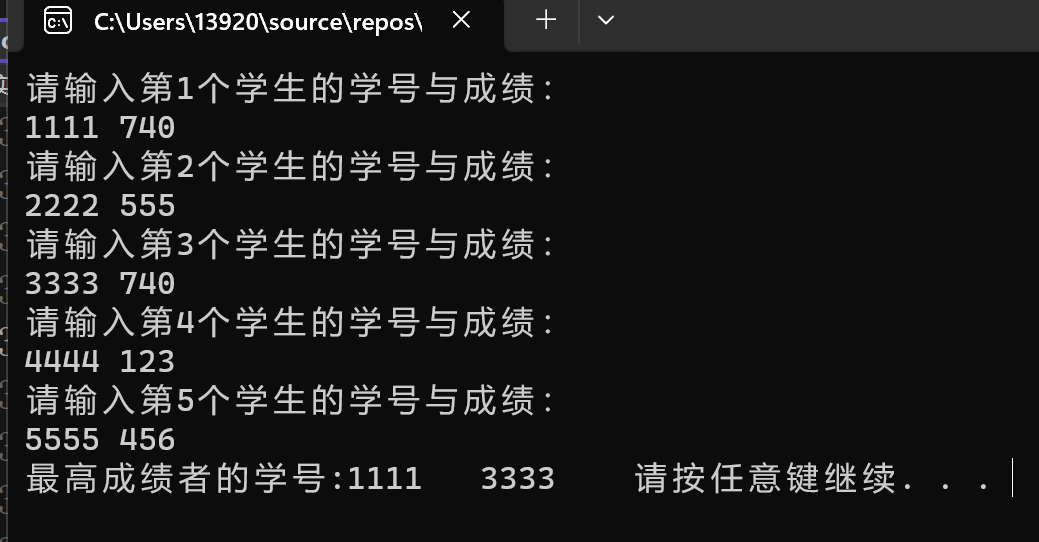 C:\Users\13920\source\repos\
请输入第1个学生的学号与成绩:
1111 740
请输入第2个学生的学号与成绩:
2222 555
请输入第3个学生的学号与成绩:
3333 740
请输入第4个学生的学号与成绩:
4444 123
请输入第5个学生的学号与成绩:
5555 456
最高成绩者的学号:1111   3333    请按任意键继续. . .